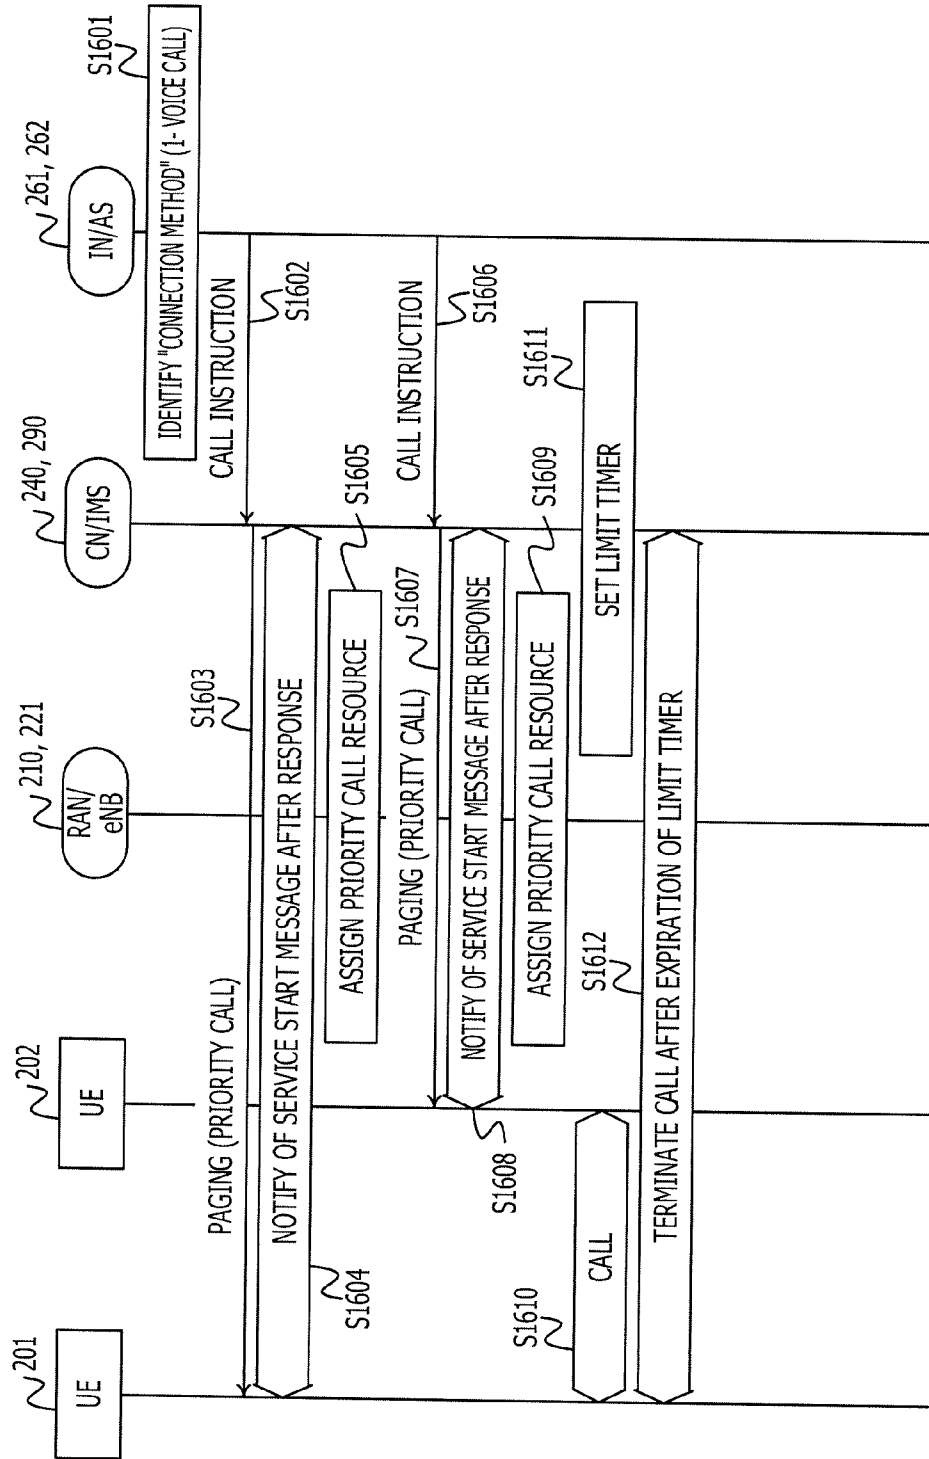 201
UE
202
UE
210, 221
RAN/
eNB
240, 290
CN/IMS
261, 262
IN/AS
S1601
IDENTIFY "CONNECTION METHOD" (1- VOICE CALL)
CALL INSTRUCTION
S1602
PAGING (PRIORITY CALL)
S1603
NOTIFY OF SERVICE START MESSAGE AFTER RESPONSE
S1604
ASSIGN PRIORITY CALL RESOURCE
S1605
CALL INSTRUCTION
S1606
PAGING (PRIORITY CALL)
S1607
NOTIFY OF SERVICE START MESSAGE AFTER RESPONSE
S1608
ASSIGN PRIORITY CALL RESOURCE
S1609
S1610
CALL
SET LIMIT TIMER
S1611
S1612
TERMINATE CALL AFTER EXPIRATION OF LIMIT TIMER